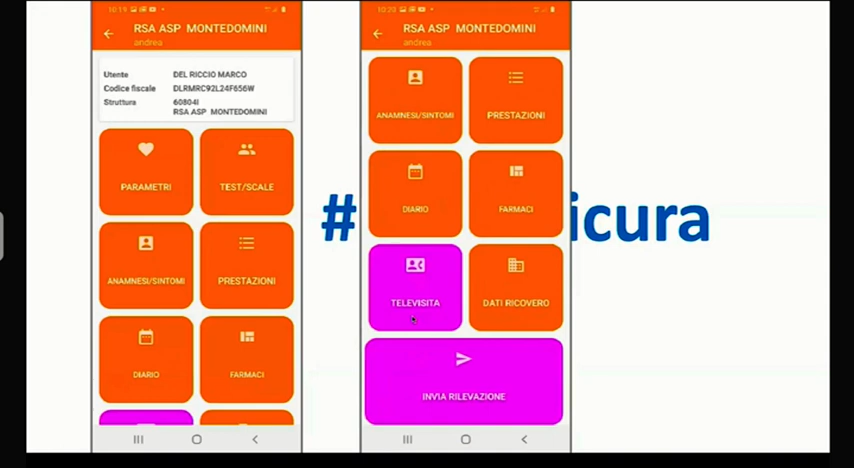 10:19
RSA ASP MONTEDOMINI
andrea
Utente DEL RICCIO MARCO
Codice fiscale DLRMRC92L24F656W
Struttura 60804I
RSA ASP MONTEDOMINI
PARAMETRI
TEST/SCALE
ANAMNESI/SINTOMI
PRESTAZIONI
DIARIO
FARMACI
10:20
RSA ASP MONTEDOMINI
andrea
ANAMNESI/SINTOMI
PRESTAZIONI
DIARIO
FARMACI
TELEVISITA
DATI RICOVERO
INVIA RILEVAZIONE
#
icura